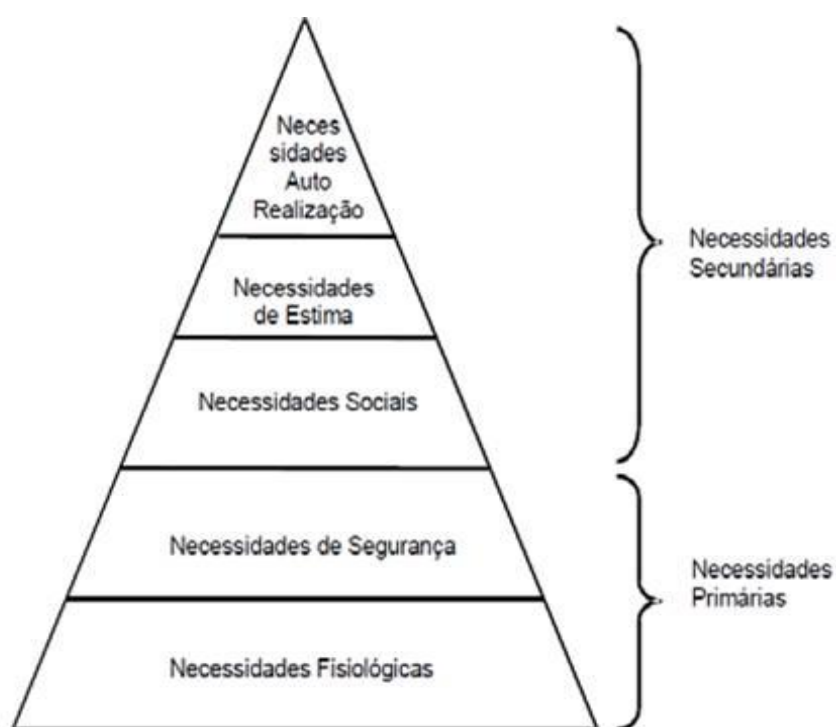 Neces
sidades
Auto
Realização
Necessidades
de Estima
Necessidades Sociais
Necessidades de Segurança
Necessidades Fisiológicas
Necessidades
Secundárias
Necessidades
Primárias